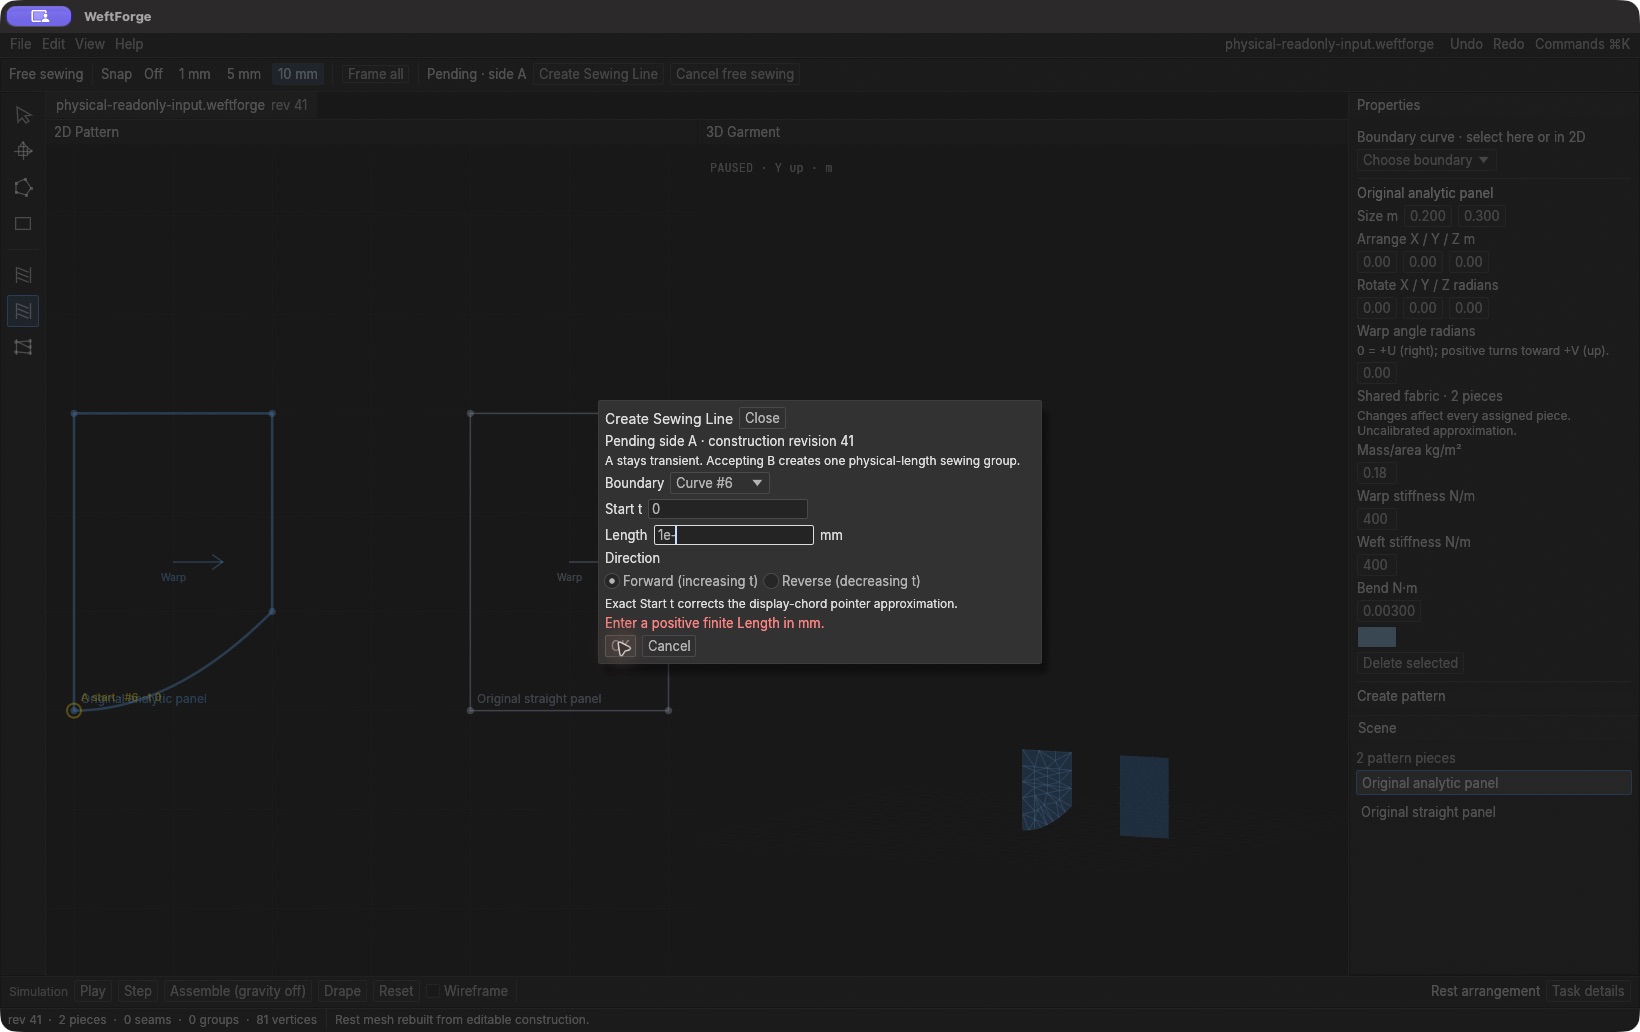 WeftForge
File Edit View Help
physical-readonly-input.weftforge Undo Redo Commands ⌘K
Free sewing Snap Off 1 mm 5 mm 10 mm Frame all Pending · side A Create Sewing Line Cancel free sewing
physical-readonly-input.weftforge rev 41
2D Pattern
3D Garment
PAUSED · Y up · m
Warp
Original analytic panel
Warp
Original straight panel
Create Sewing Line Close
Pending side A · construction revision 41
A stays transient. Accepting B creates one physical-length sewing group.
Boundary Curve #6
Start t 0
Length 1e- mm
Direction
Forward (increasing t) Reverse (decreasing t)
Exact Start t corrects the display-chord pointer approximation.
Enter a positive finite Length in mm.
Cancel
Properties
Boundary curve · select here or in 2D
Choose boundary
Original analytic panel
Size m 0.200 0.300
Arrange X / Y / Z m
0.00 0.00 0.00
Rotate X / Y / Z radians
0.00 0.00 0.00
Warp angle radians
0 = +U (right); positive turns toward +V (up).
0.00
Shared fabric · 2 pieces
Changes affect every assigned piece.
Uncalibrated approximation.
Mass/area kg/m²
0.18
Warp stiffness N/m
400
Weft stiffness N/m
400
Bend N·m
0.00300
Delete selected
Create pattern
Scene
2 pattern pieces
Original analytic panel
Original straight panel
Simulation Play Step Assemble (gravity off) Drape Reset Wireframe
Rest arrangement Task details
rev 41 · 2 pieces · 0 seams · 0 groups · 81 vertices Rest mesh rebuilt from editable construction.